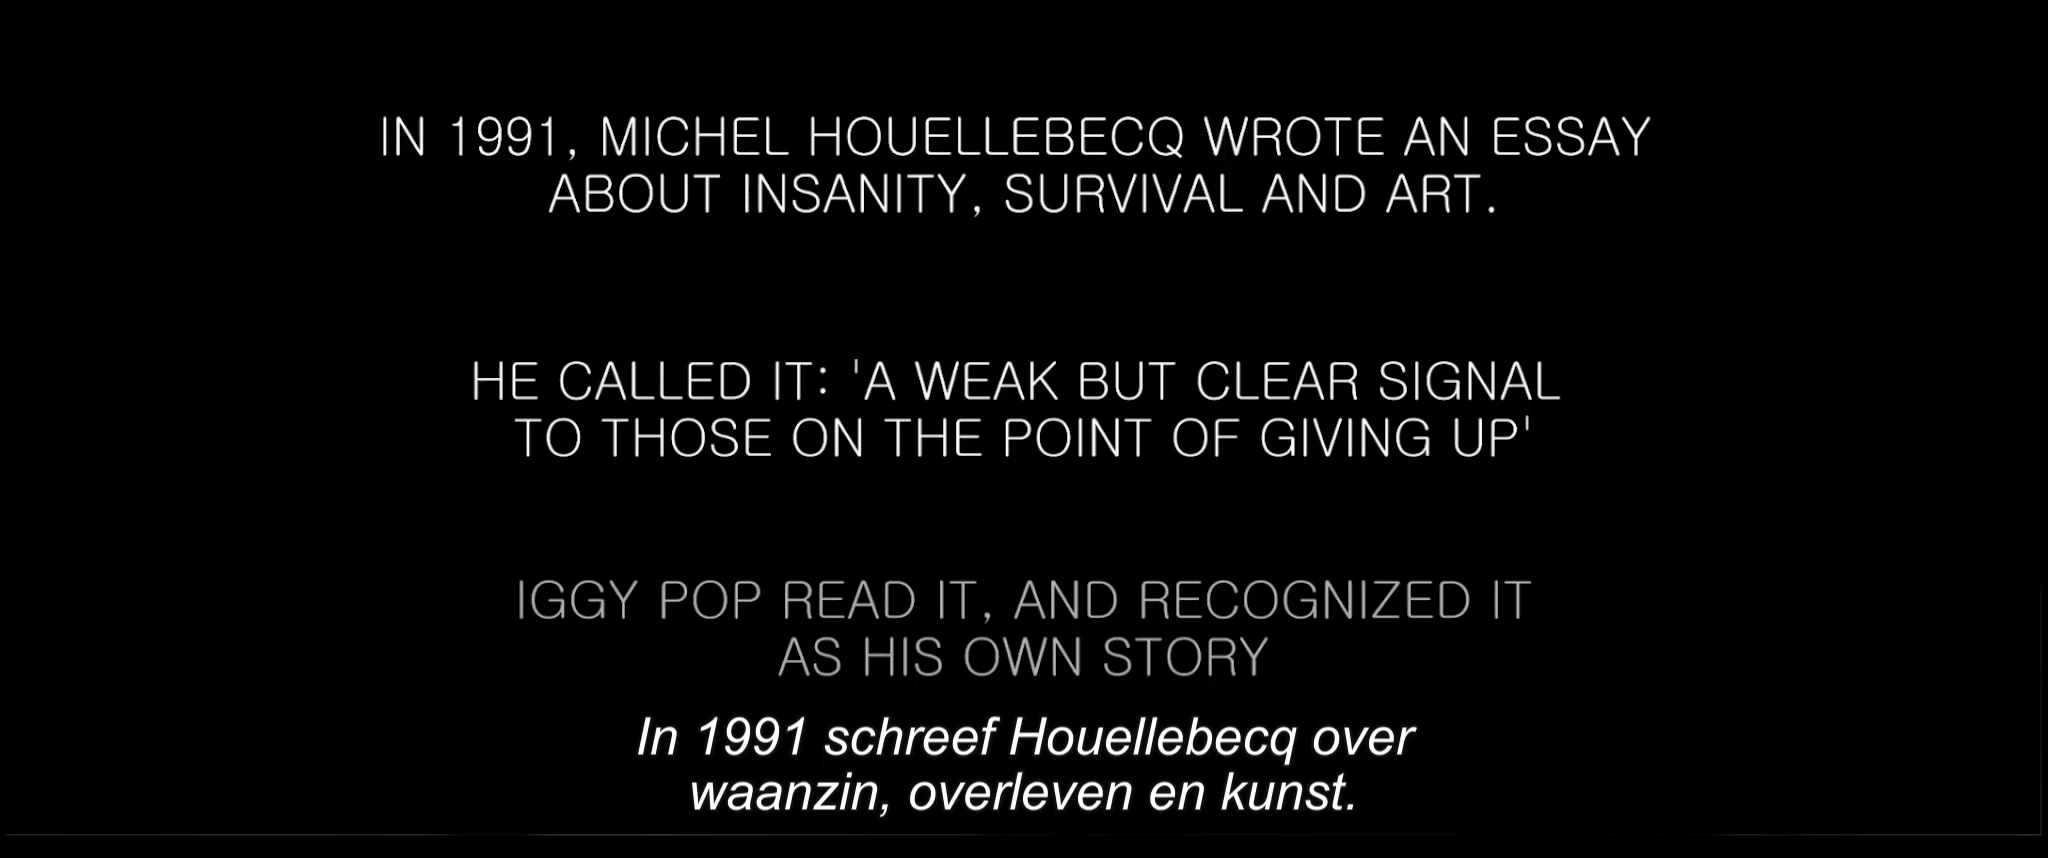 IN 1991, MICHEL HOUELLEBECQ WROTE AN ESSAY
ABOUT INSANITY, SURVIVAL AND ART.
HE CALLED IT: 'A WEAK BUT CLEAR SIGNAL
TO THOSE ON THE POINT OF GIVING UP'
IGGY POP READ IT, AND RECOGNIZED IT
AS HIS OWN STORY
In 1991 schreef Houellebecq over
waanzin, overleven en kunst.